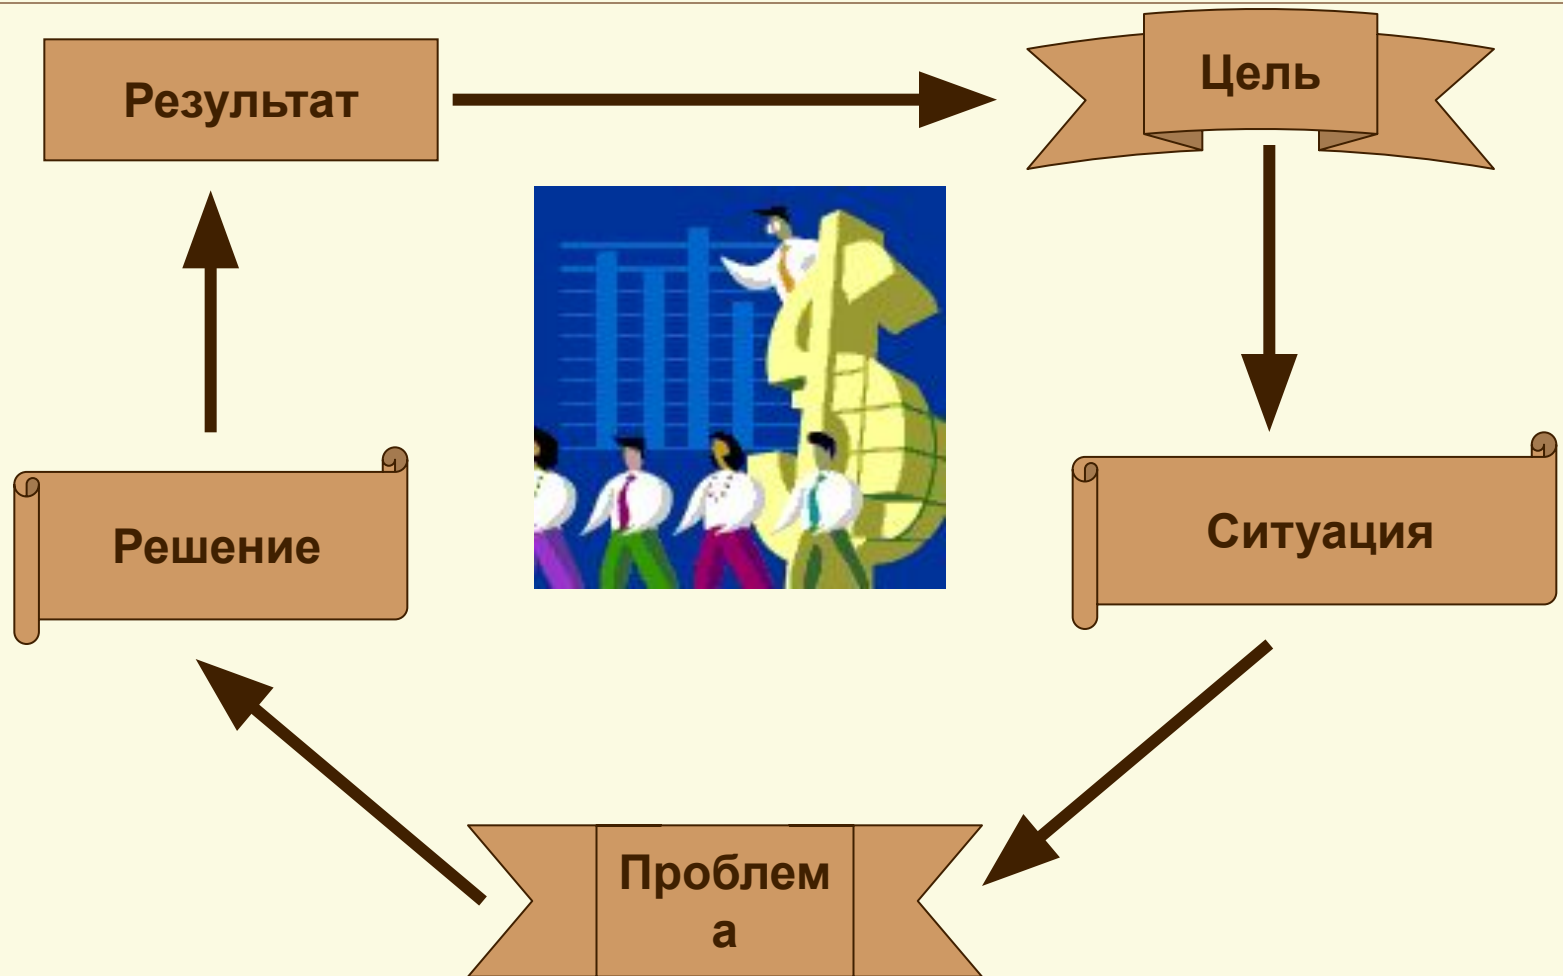 Результат
Цель
Решение
Ситуация
Проблем
а